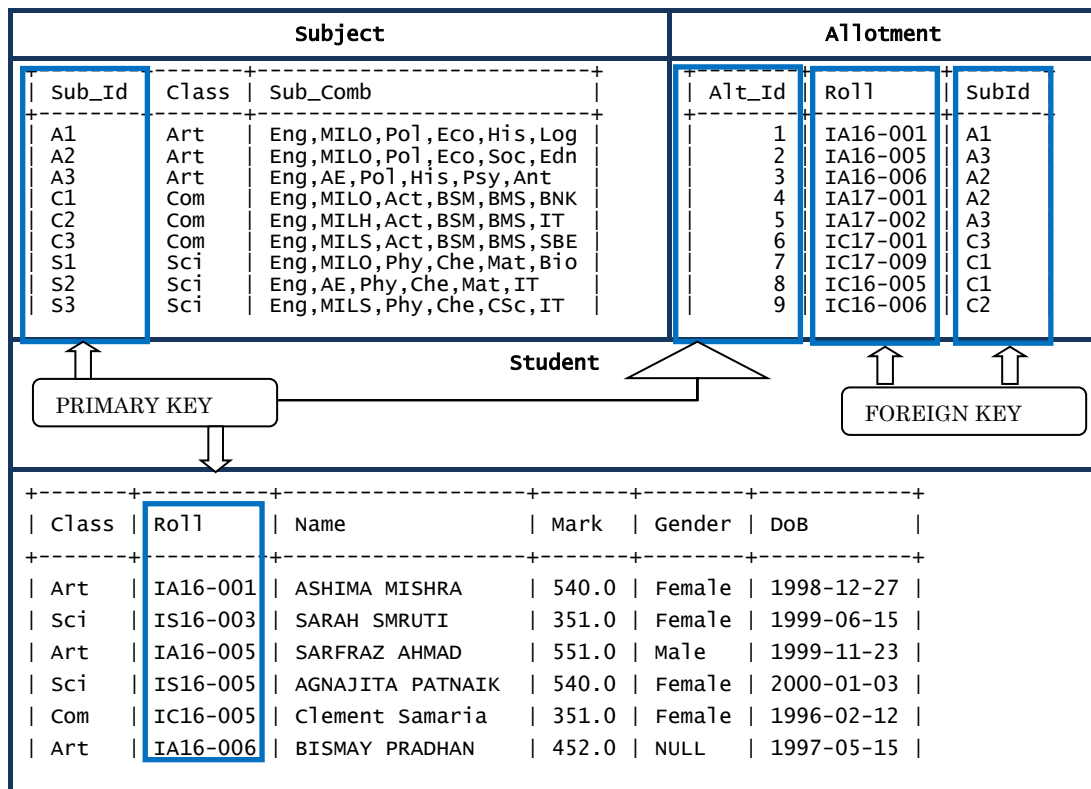 Subject Allotment
+-------+-------+---------------------------+ +--------+----------+-------+
| Sub_Id | Class | Sub_Comb | | Alt_Id | Roll | SubId
+-------+-------+---------------------------+ +--------+----------+-------+
| A1 Art | Eng,MILO,Pol,Eco,His,Log | | 1 | IA16-001 | A1
| A2 Art | Eng,MILO,Pol,Eco,Soc,Edn | | 2 | IA16-005 | A3
| A3 Art | Eng,AE,Pol,His,Psy,Ant | | 3 | IA16-006 | A2
| C1 Com | Eng,MILO,Act,BSM,BMS,BNK | | 4 | IA17-001 | A2
| C2 Com | Eng,MILH,Act,BSM,BMS,IT | | 5 | IA17-002 | A3
| C3 Com | Eng,MILS,Act,BSM,BMS,SBE | | 6 | IC17-001 | C3
| S1 Sci | Eng,MILO,Phy,Che,Mat,Bio | | 7 | IC17-009 | C1
| S2 Sci | Eng,AE,Phy,Che,Mat,IT | | 8 | IC16-005 | C1
| S3 Sci | Eng,MILS,Phy,Che,CSc,IT | | 9 | IC16-006 | C2
Student
PRIMARY KEY FOREIGN KEY
+-------+----------+-------------------+-------+--------+------------+
| Class | Roll | Name | Mark | Gender | DoB |
+-------+----------+-------------------+-------+--------+------------+
| Art | IA16-001 | ASHIMA MISHRA | 540.0 | Female | 1998-12-27 |
| Sci | IS16-003 | SARAH SMRUTI | 351.0 | Female | 1999-06-15 |
| Art | IA16-005 | SARFRAZ AHMAD | 551.0 | Male | 1999-11-23 |
| Sci | IS16-005 | AGNAJITA PATNAIK | 540.0 | Female | 2000-01-03 |
| Com | IC16-005 | Clement Samaria | 351.0 | Female | 1996-02-12 |
| Art | IA16-006 | BISMAY PRADHAN | 452.0 | NULL | 1997-05-15 |